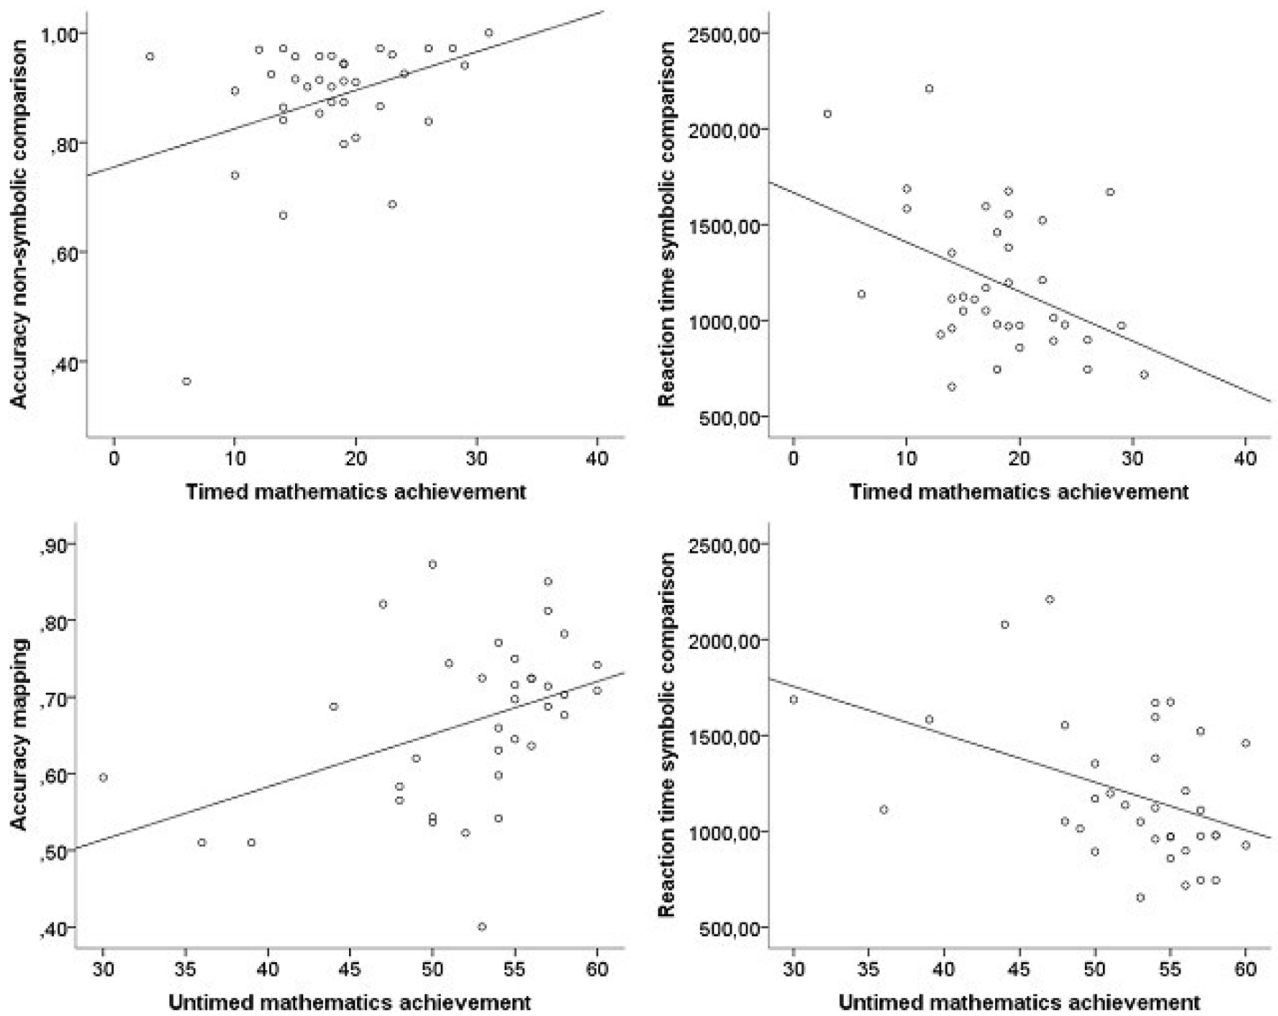 Accuracy non-symbolic comparison
1,00
,80
,60
,40
0 10 20 30 40
Timed mathematics achievement
Reaction time symbolic comparison
2500,00
2000,00
1500,00
1000,00
500,00
0 10 20 30 40
Timed mathematics achievement
Accuracy mapping
,90
,80
,70
,60
,50
,40
30 35 40 45 50 55 60
Untimed mathematics achievement
Reaction time symbolic comparison
2500,00
2000,00
1500,00
1000,00
500,00
30 35 40 45 50 55 60
Untimed mathematics achievement